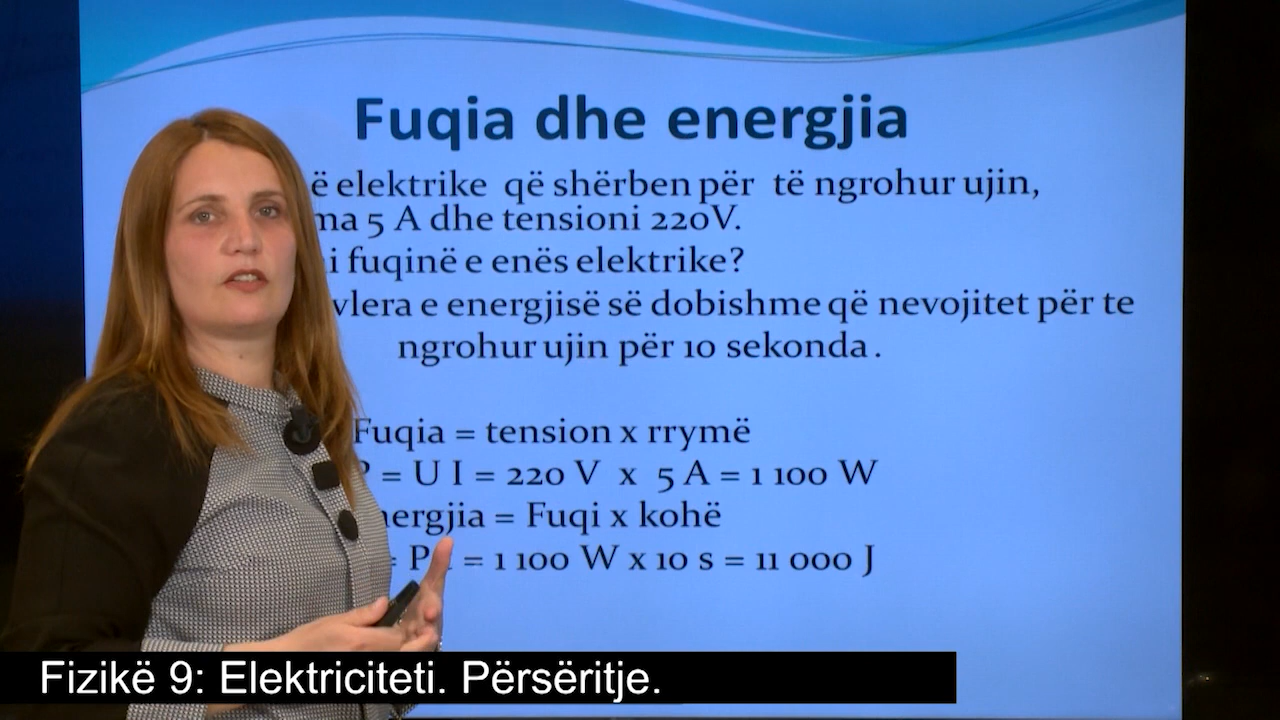 Fuqia dhe energjia
elektrike që shërben për të ngrohur ujin,
5 A dhe tensioni 220V.
fuqinë e enës elektrike?
vlera e energjisë së dobishme që nevojitet për te
ngrohur ujin për 10 sekonda.
Fuqia = tension x rrymë
= U I = 220 V x 5 A = 1 100 W
= Fuqi x kohë
= 1 100 W x 10 s = 11 000 J
Fizikë 9: Elektriciteti. Përsëritje.